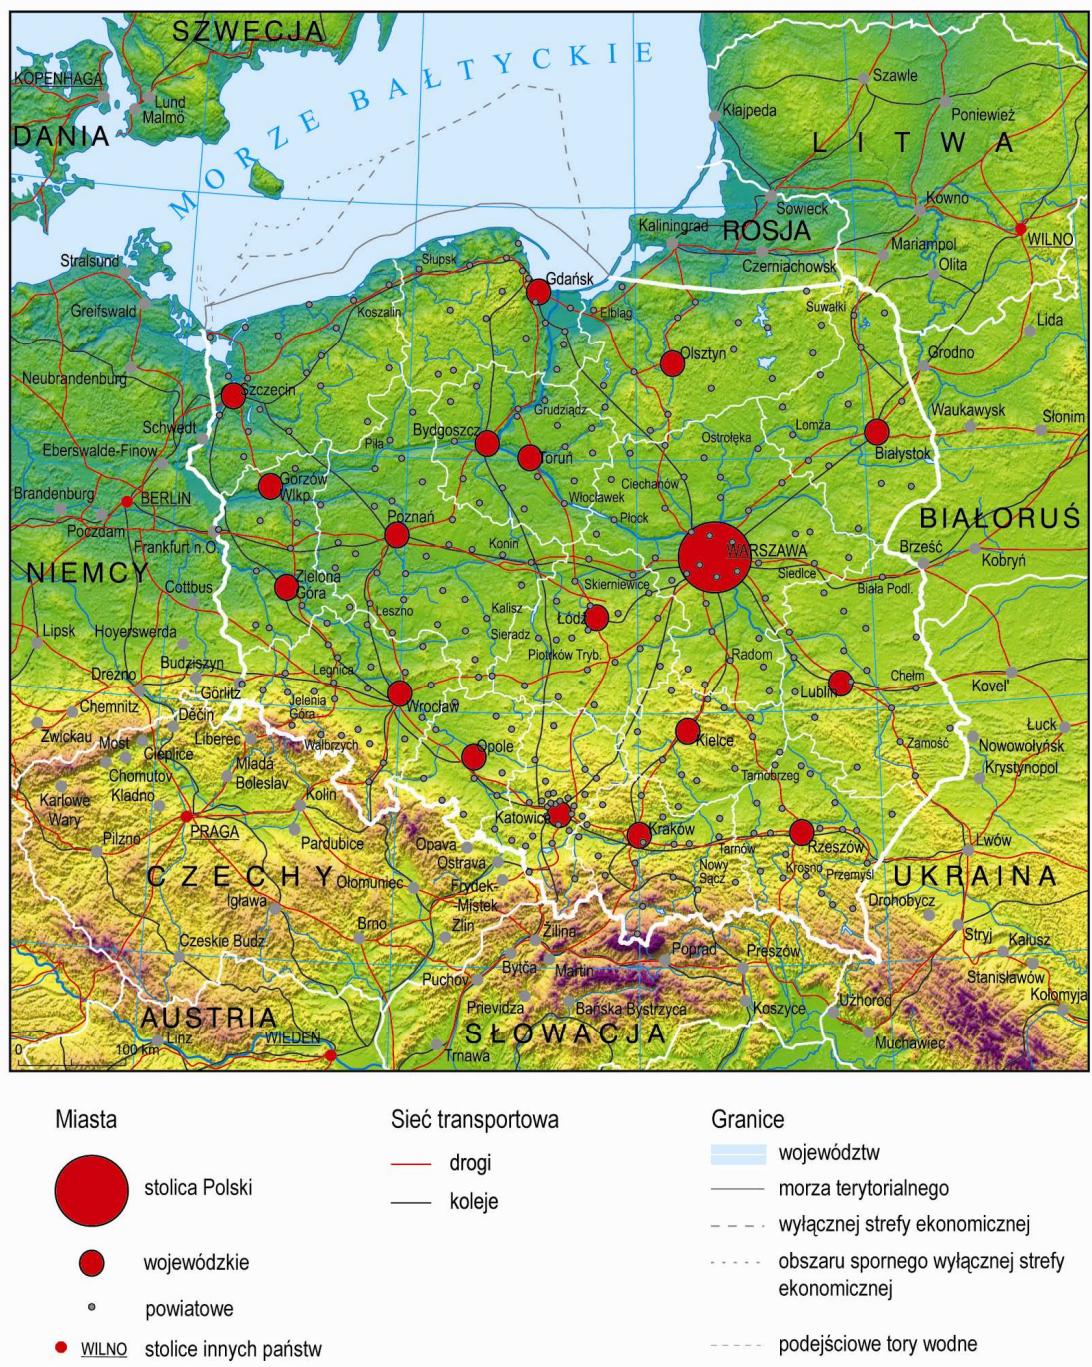 SZWECJA
MORZE BAŁTYCKIE
KOPENHAGA
Lund
Malmö
DANIA
Szawle
Poniewież
Kłajpeda
LITWA
Sowieck
Kowno
Kaliningrad
ROSJA
WILNO
Mariampol
Czerniachowsk
Olita
Stralsund
Słupsk
Gdańsk
Greifswald
Koszalin
Elbląg
Suwałki
Lida
Olsztyn
Grodno
Neubrandenburg
Szczecin
Grudziądz
Waukawysk
Słonim
Schwedt
Bydgoszcz
Piła
Toruń
Ostrołęka
Łomża
Białystok
Eberswalde-Finow
Gorzów
Wlkp.
Ciechanów
Brandenburg
BERLIN
Włocławek
Płock
Poznań
BIAŁORUŚ
Poczdam
Frankfurt n.O.
Konin
WARSZAWA
Brześć
Kobryń
NIEMCY
Zielona
Góra
Skierniewice
Siedlce
Biała Podl.
Cottbus
Leszno
Kalisz
Łódź
Sieradz
Lipsk
Hoyerswerda
Piotrków Tryb.
Radom
Budziszyn
Legnica
Drezno
Görlitz
Lublin
Chełm
Kovel'
Chemnitz
Jelenia
Góra
Wrocław
Děčín
Zwickau
Most
Cieplice
Liberec
Wałbrzych
Opole
Kielce
Zamość
Łuck
Nowowołyńsk
Chomutov
Mladá
Boleslav
Tarnobrzeg
Krystynopol
Karlowe
Wary
Kladno
Kolin
Katowice
PRAGA
Kraków
Rzeszów
Lwów
Pilzno
Pardubice
Opava
Tarnów
Ostrava
Nowy
Sącz
Krosno
Przemyśl
CZECHY
Ołomuniec
Frydek-
-Mistek
UKRAINA
Igława
Drohobycz
Brno
Zlin
Stryj
Czeskie Budz.
Žilina
Kałusz
Poprad
Preszów
Bytča
Martin
Puchov
Stanisławów
Prievidza
Bańska Bystrzyca
Koszyce
Użhorod
Kołomyja
AUSTRIA
SŁOWACJA
WIEDEŃ
Linz
Muchawiec
Trnawa
0 100 km
Miasta
stolica Polski
wojewódzkie
powiatowe
WILNO stolice innych państw
Sieć transportowa
drogi
koleje
Granice
województw
morza terytorialnego
wyłącznej strefy ekonomicznej
obszaru spornego wyłącznej strefy
ekonomicznej
podejściowe tory wodne